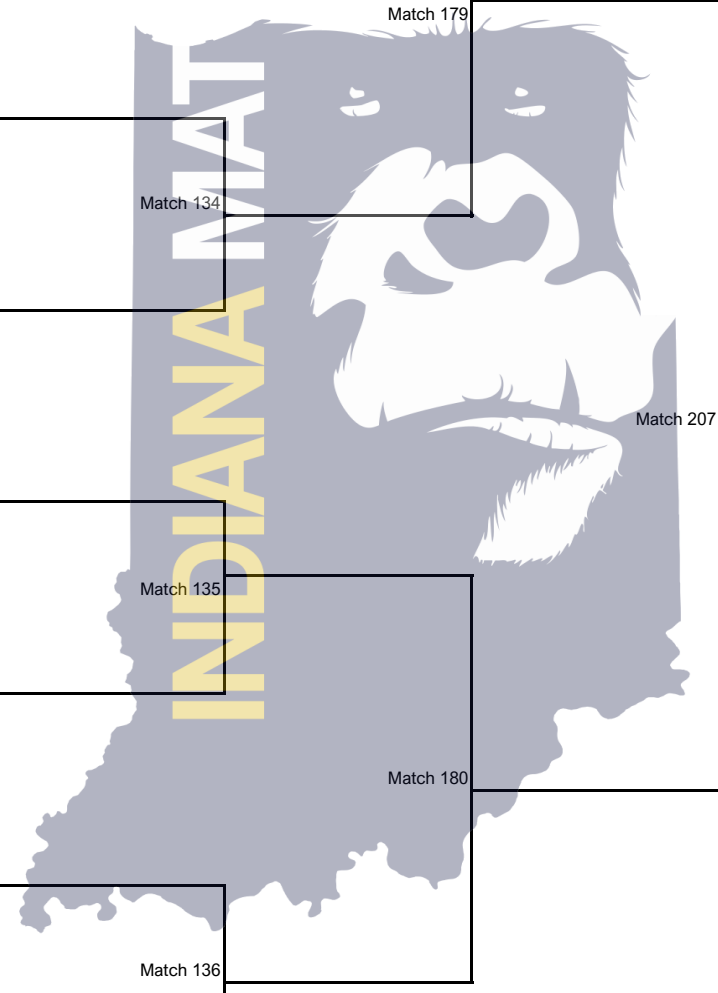 Match 179
Match 134
INDIANA MAT
Match 207
Match 135
Match 180
Match 136